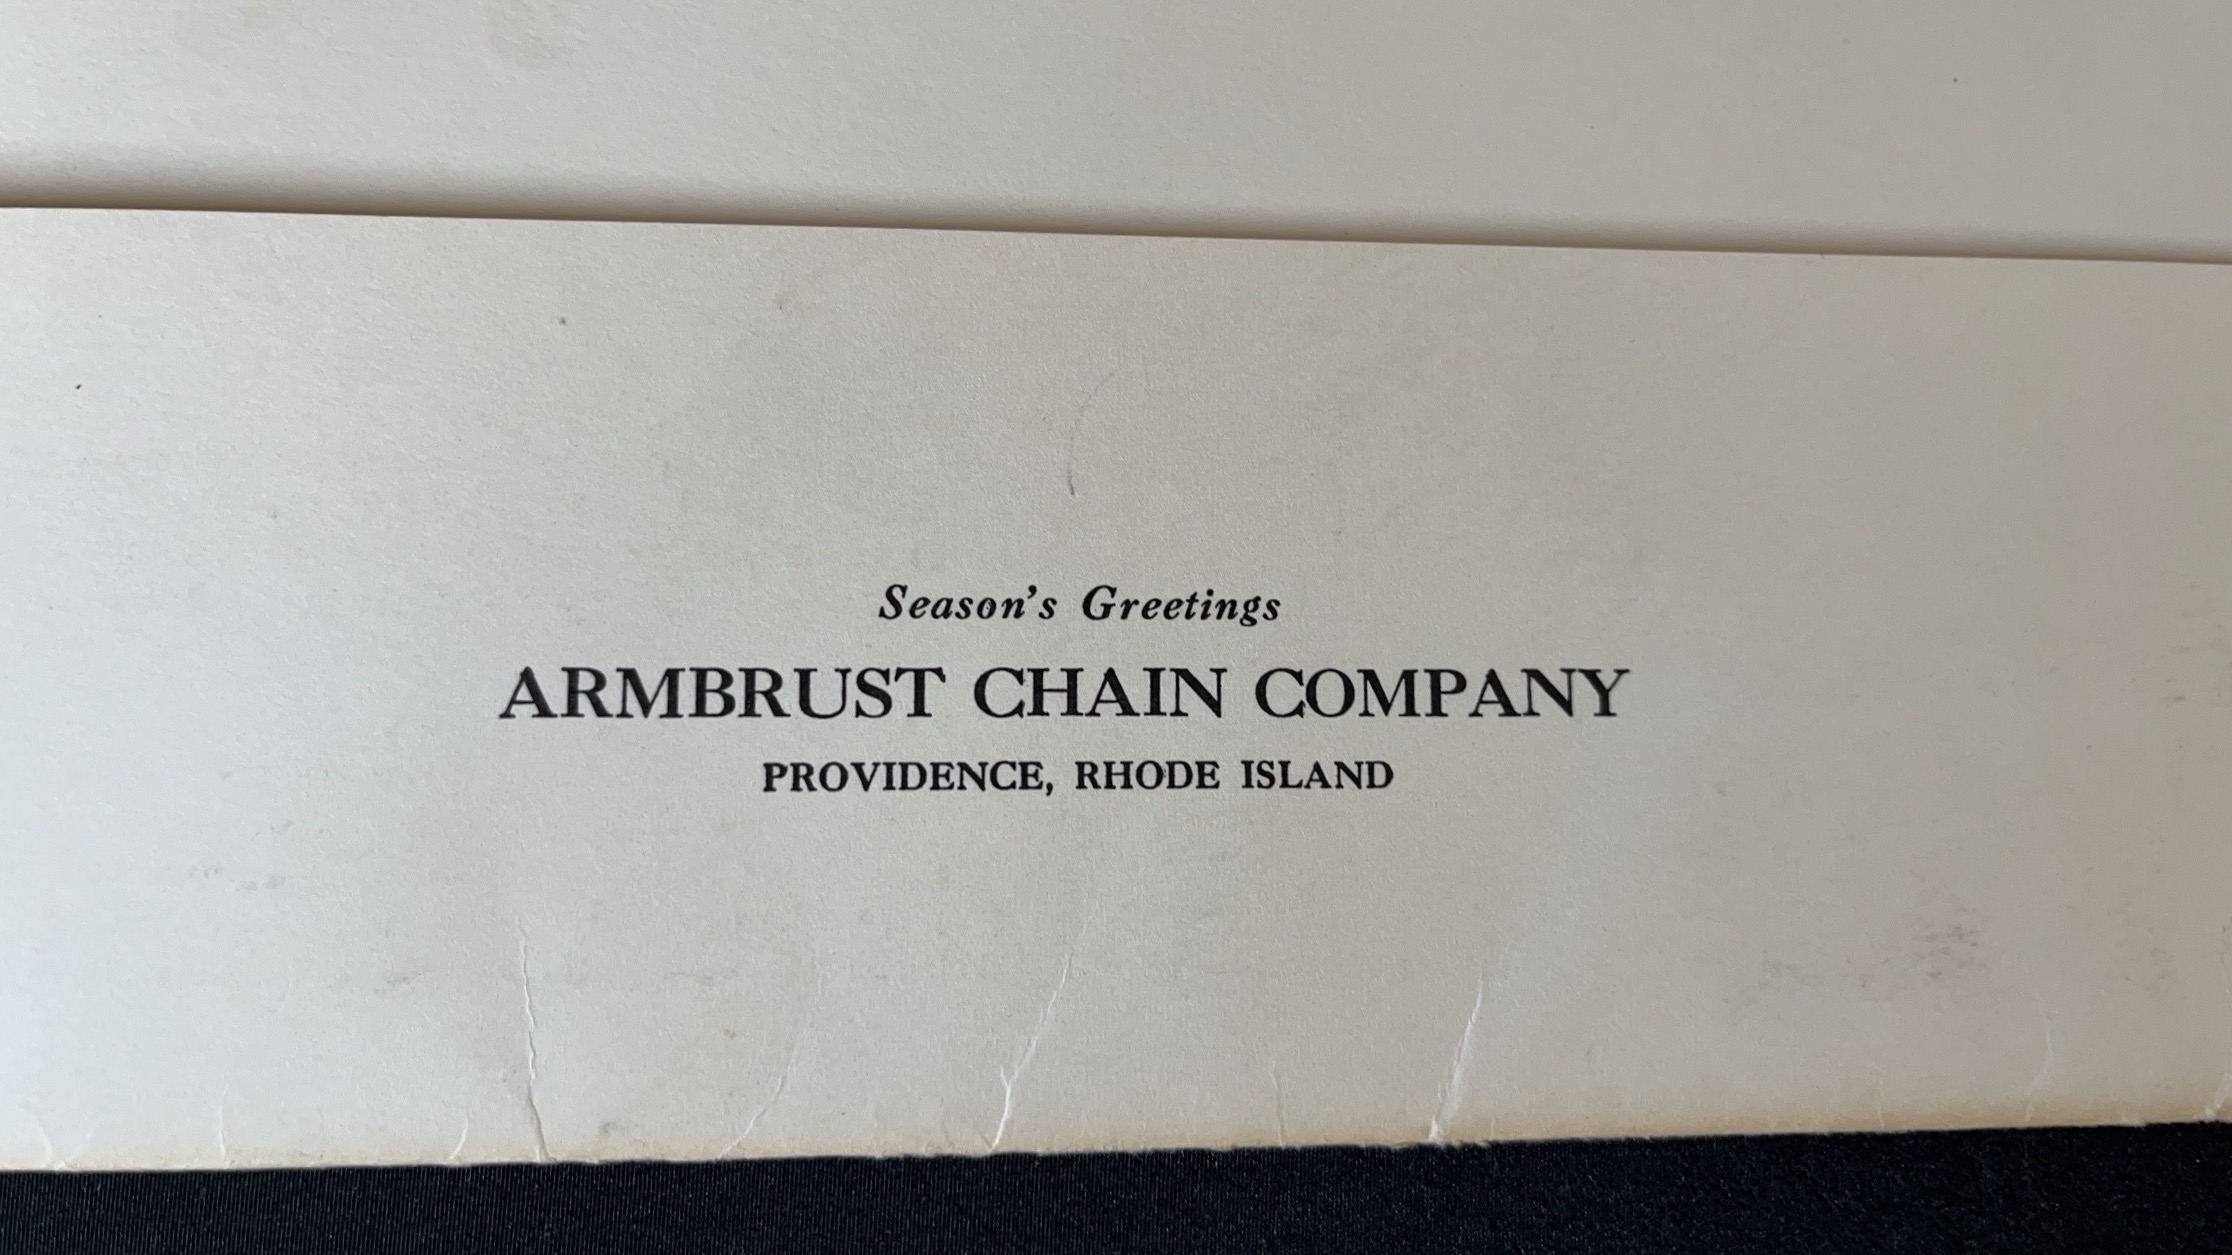 Season's Greetings
ARMBRUST CHAIN COMPANY
PROVIDENCE, RHODE ISLAND